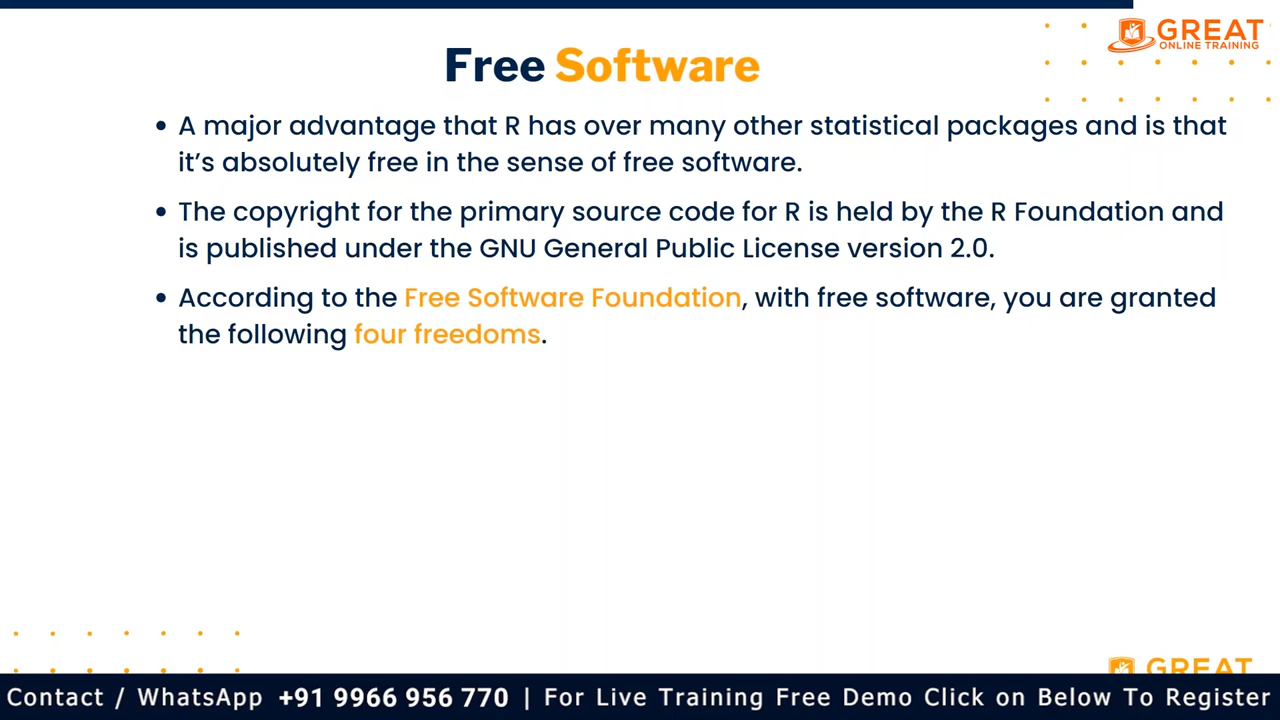 GREAT
ONLINE TRAINING
Free Software
• A major advantage that R has over many other statistical packages and is that
it’s absolutely free in the sense of free software.
• The copyright for the primary source code for R is held by the R Foundation and
is published under the GNU General Public License version 2.0.
• According to the Free Software Foundation, with free software, you are granted
the following four freedoms.
GREAT
Contact / WhatsApp +91 9966 956 770 | For Live Training Free Demo Click on Below To Register